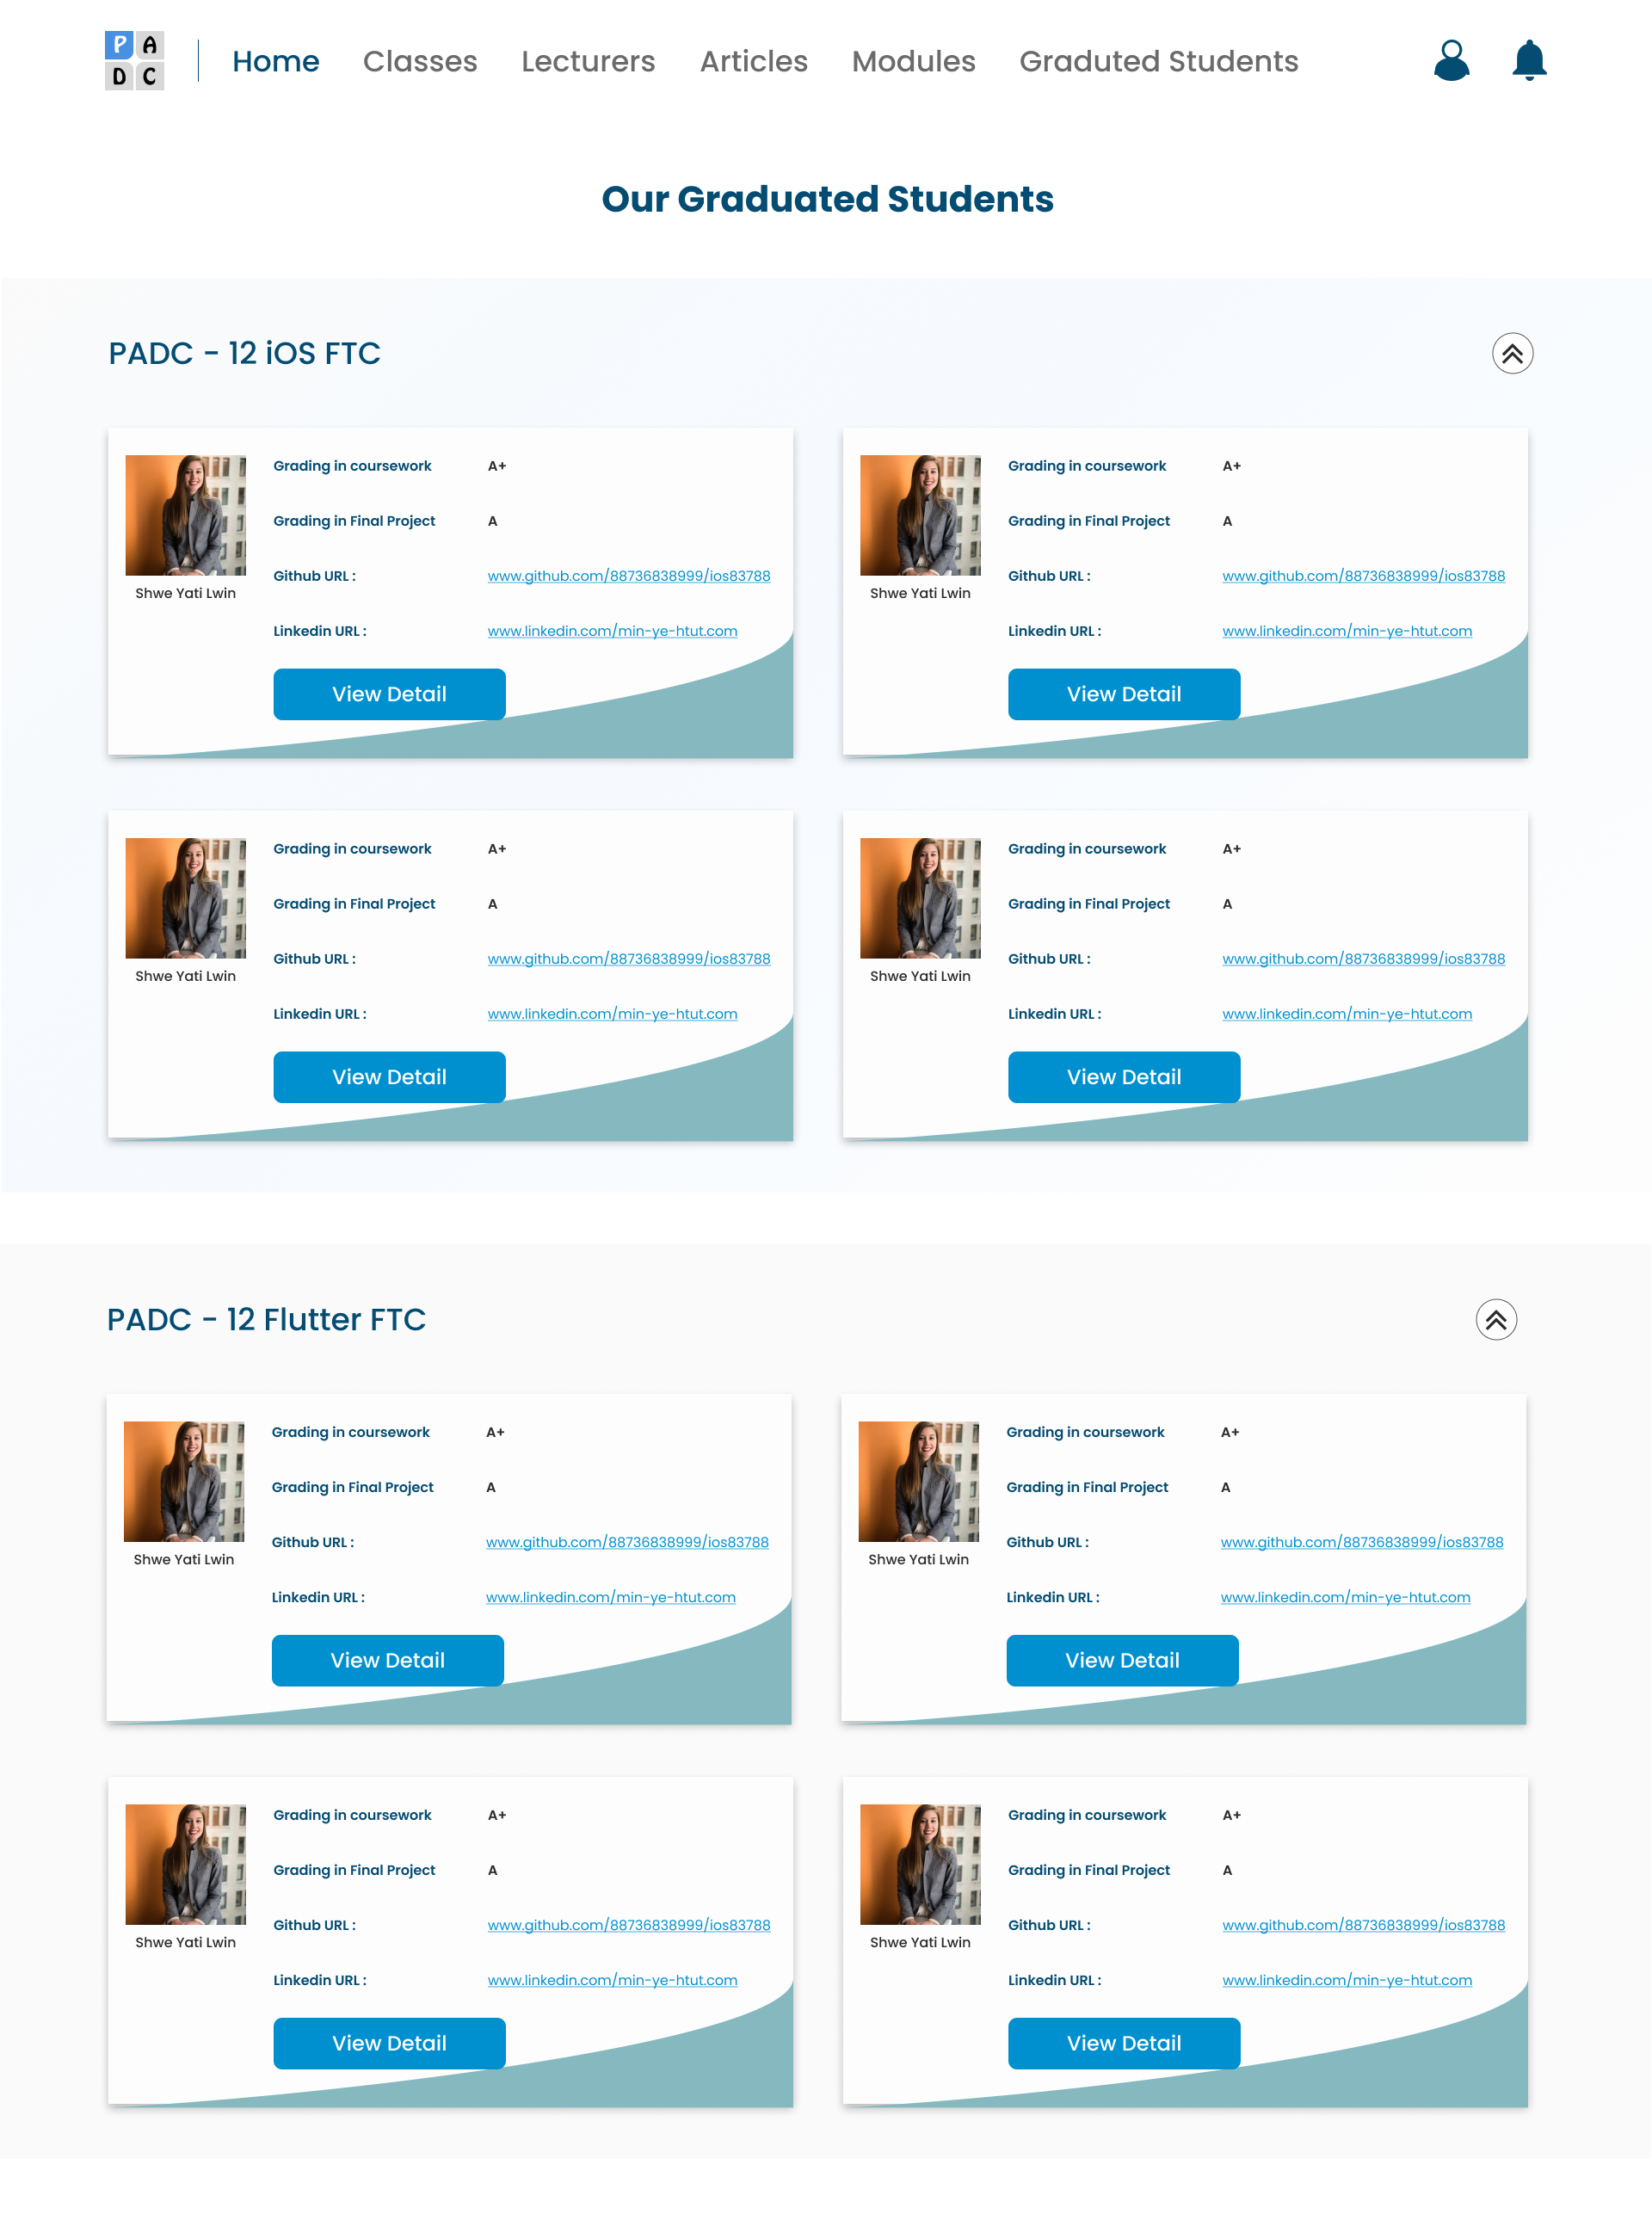 P A
D C
Home Classes Lecturers Articles Modules Graduted Students
Our Graduated Students
PADC - 12 iOS FTC
Grading in coursework A+
Grading in Final Project A
Github URL : www.github.com/88736838999/ios83788
Shwe Yati Lwin
Linkedin URL : www.linkedin.com/min-ye-htut.com
View Detail
Grading in coursework A+
Grading in Final Project A
Github URL : www.github.com/88736838999/ios83788
Shwe Yati Lwin
Linkedin URL : www.linkedin.com/min-ye-htut.com
View Detail
Grading in coursework A+
Grading in Final Project A
Github URL : www.github.com/88736838999/ios83788
Shwe Yati Lwin
Linkedin URL : www.linkedin.com/min-ye-htut.com
View Detail
Grading in coursework A+
Grading in Final Project A
Github URL : www.github.com/88736838999/ios83788
Shwe Yati Lwin
Linkedin URL : www.linkedin.com/min-ye-htut.com
View Detail
PADC - 12 Flutter FTC
Grading in coursework A+
Grading in Final Project A
Github URL : www.github.com/88736838999/ios83788
Shwe Yati Lwin
Linkedin URL : www.linkedin.com/min-ye-htut.com
View Detail
Grading in coursework A+
Grading in Final Project A
Github URL : www.github.com/88736838999/ios83788
Shwe Yati Lwin
Linkedin URL : www.linkedin.com/min-ye-htut.com
View Detail
Grading in coursework A+
Grading in Final Project A
Github URL : www.github.com/88736838999/ios83788
Shwe Yati Lwin
Linkedin URL : www.linkedin.com/min-ye-htut.com
View Detail
Grading in coursework A+
Grading in Final Project A
Github URL : www.github.com/88736838999/ios83788
Shwe Yati Lwin
Linkedin URL : www.linkedin.com/min-ye-htut.com
View Detail